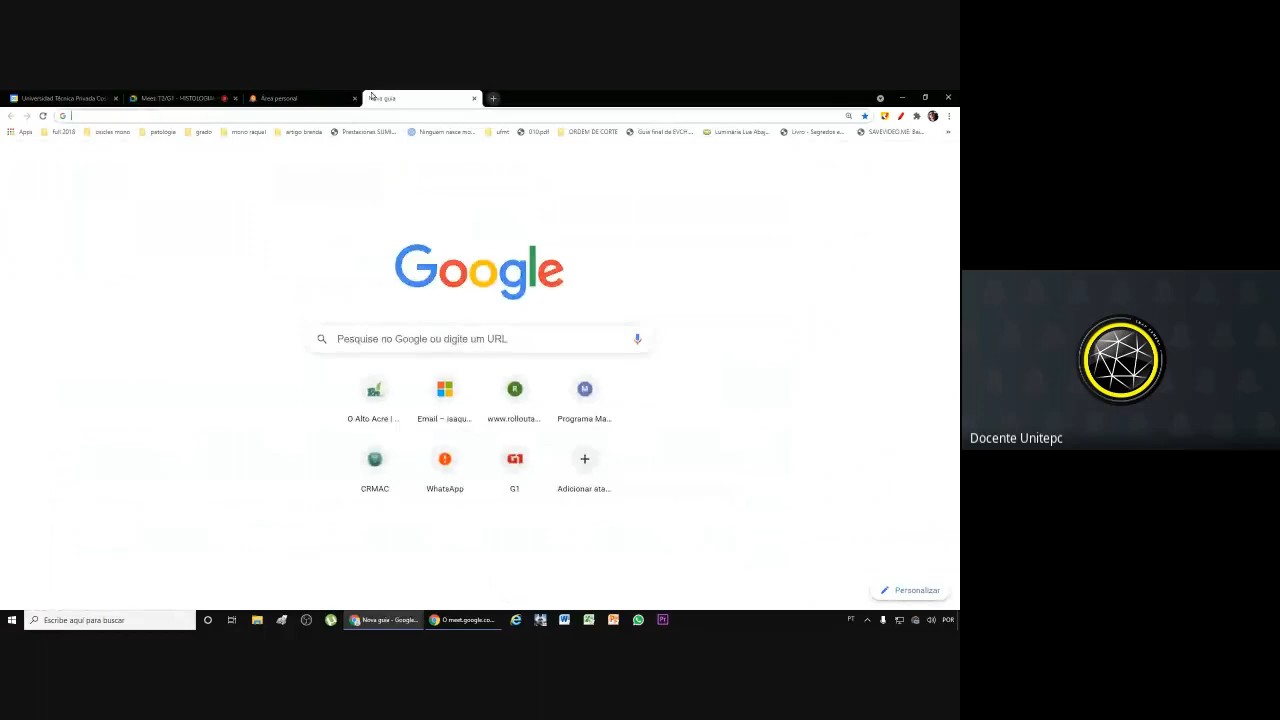 Universidad Técnica Privada Co
Meet: T2/G1 - HISTOLOGIA
Área personal
Nova guia
Apps full 2018 oscicles mono patologia grado mono raquel artigo brenda Prestaciones SUMI... Ninguem nasce mo... ufmt 010.pdf ORDEM DE CORTE Guia final da EVCH... Luminária Lua Abaj... Livro - Segredos e... SAVEVIDEO.ME: Bai... »
Google
Pesquise no Google ou digite um URL
O Alto Acre | ... Email – isaqu... www.rollouta... Programa Ma...
CRMAC WhatsApp G1 Adicionar ata...
Docente Unitepc
Personalizar
Escribe aquí para buscar
Nova guia - Google...
O meet.google.co...
PT
POR